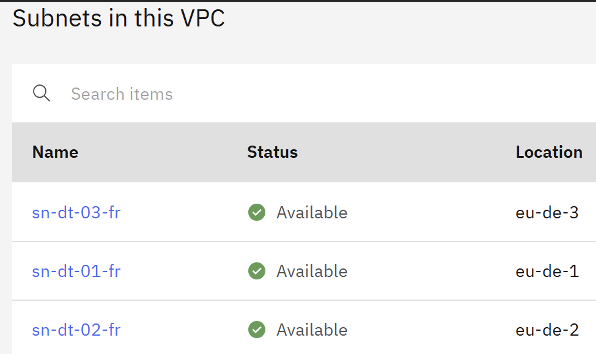 Subnets in this VPC
Search items
Name Status Location
sn-dt-03-fr Available eu-de-3
sn-dt-01-fr Available eu-de-1
sn-dt-02-fr Available eu-de-2